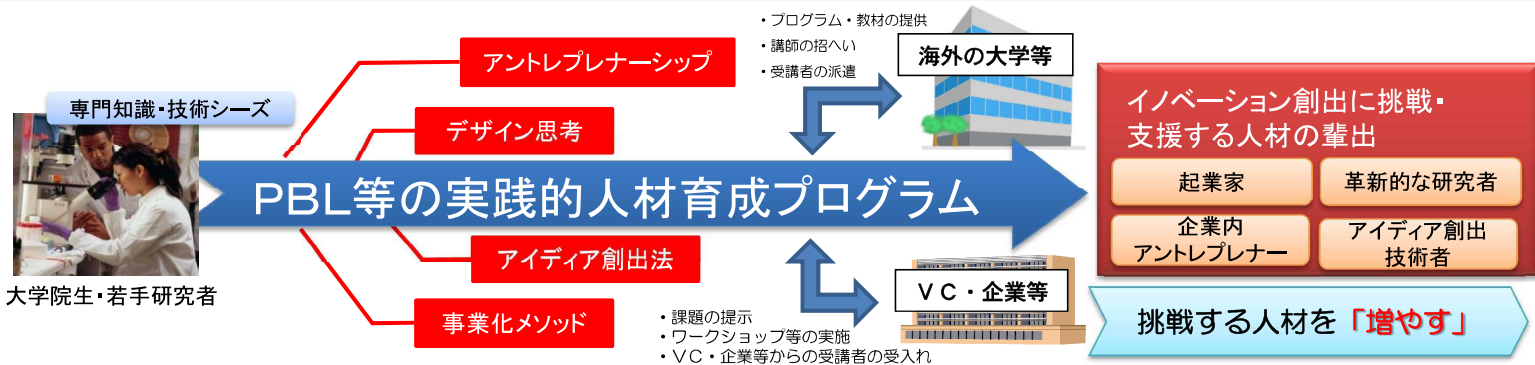 専門知識・技術シーズ
大学院生・若手研究者
アントレプレナーシップ
デザイン思考
PBL等の実践的人材育成プログラム
アイディア創出法
事業化メソッド
・プログラム・教材の提供
・講師の招へい
・受講者の派遣
海外の大学等
VC・企業等
・課題の提示
・ワークショップ等の実施
・VC・企業等からの受講者の受入れ
イノベーション創出に挑戦・
支援する人材の輩出
起業家
革新的な研究者
企業内
アントレプレナー
アイディア創出
技術者
挑戦する人材を「増やす」